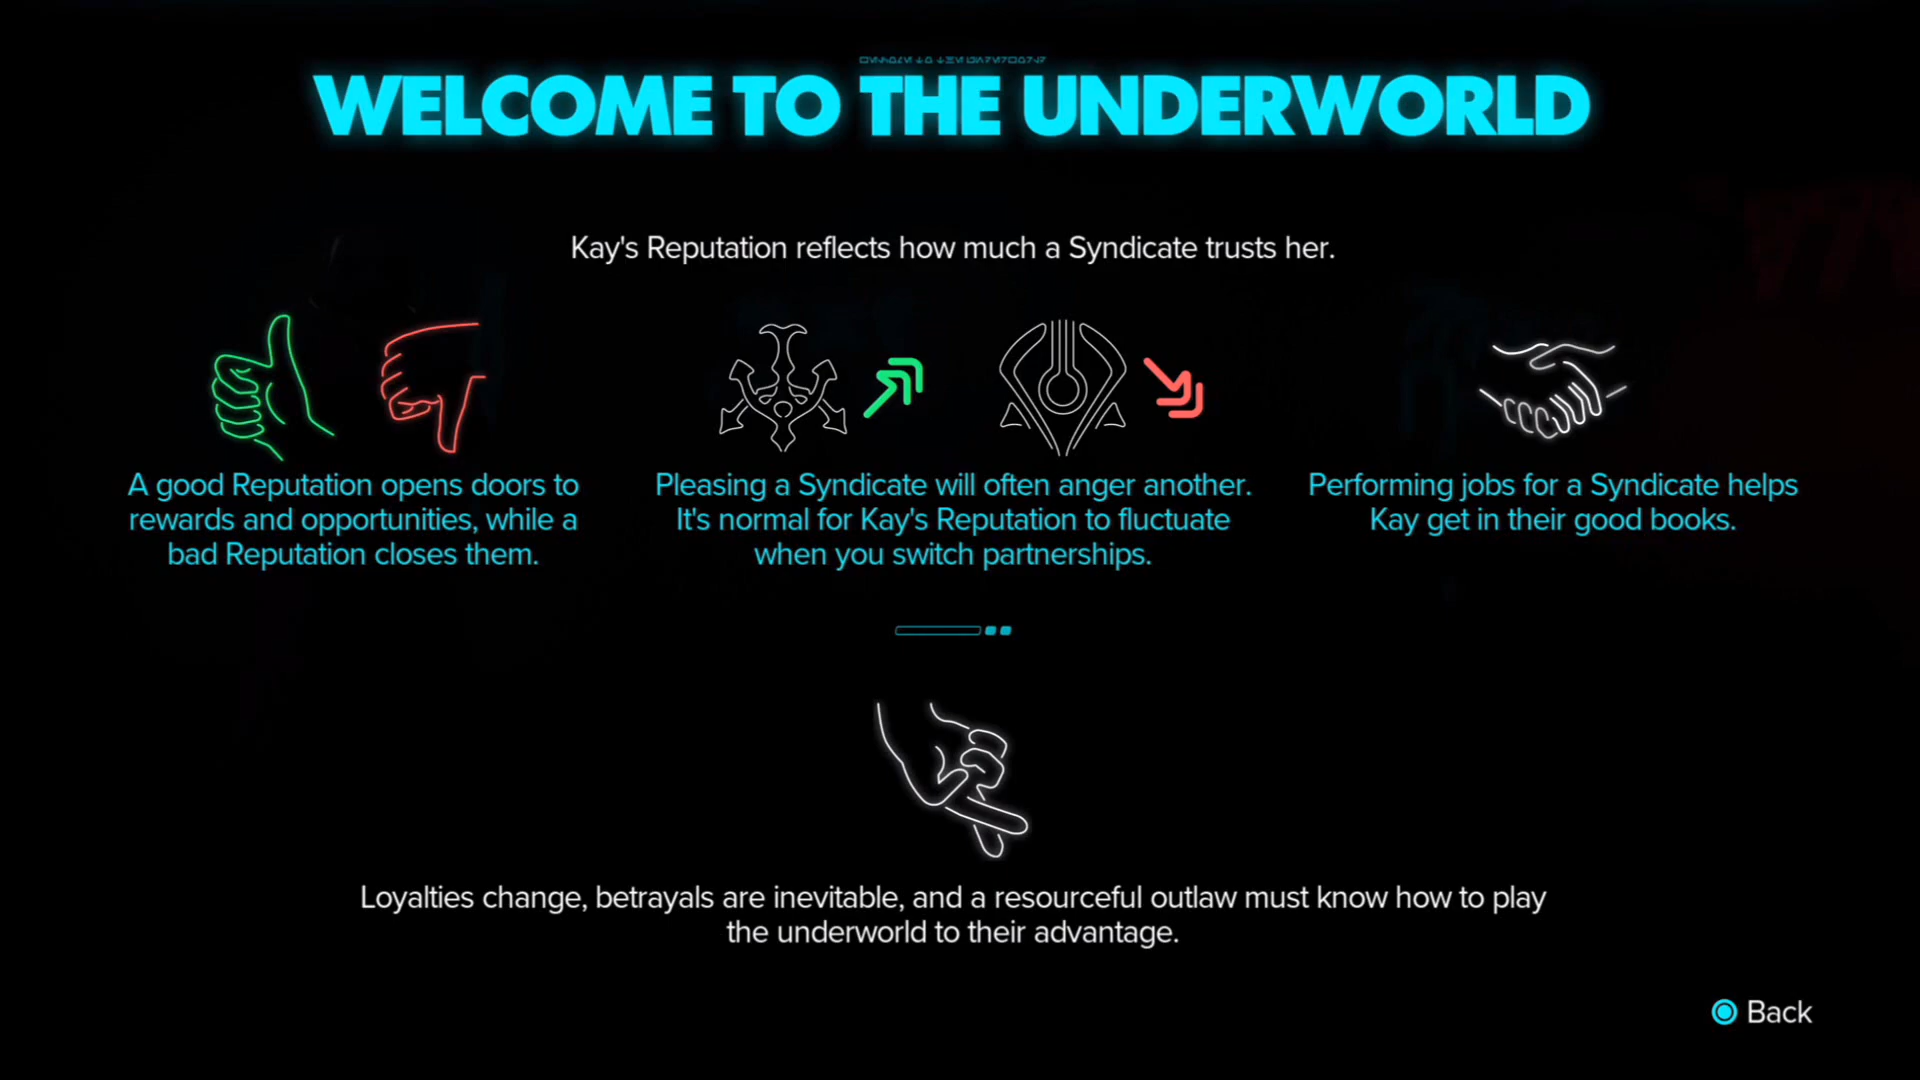 WELCOME TO THE UNDERWORLD
Kay's Reputation reflects how much a Syndicate trusts her.
A good Reputation opens doors to
rewards and opportunities, while a
bad Reputation closes them.
Pleasing a Syndicate will often anger another.
It's normal for Kay's Reputation to fluctuate
when you switch partnerships.
Performing jobs for a Syndicate helps
Kay get in their good books.
Loyalties change, betrayals are inevitable, and a resourceful outlaw must know how to play
the underworld to their advantage.
Back